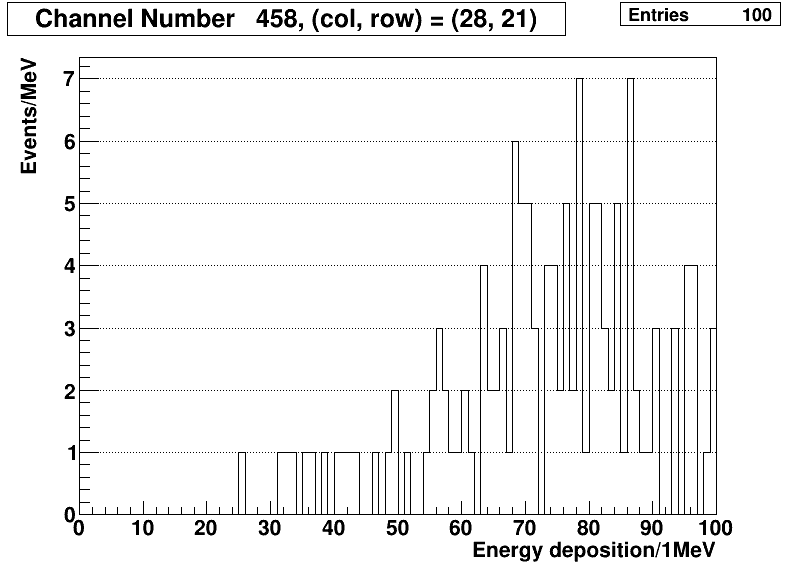 Channel Number 458, (col, row) = (28, 21)
Entries 100
Events/MeV
7
6
5
4
3
2
1
0
0 10 20 30 40 50 60 70 80 90 100
Energy deposition/1MeV